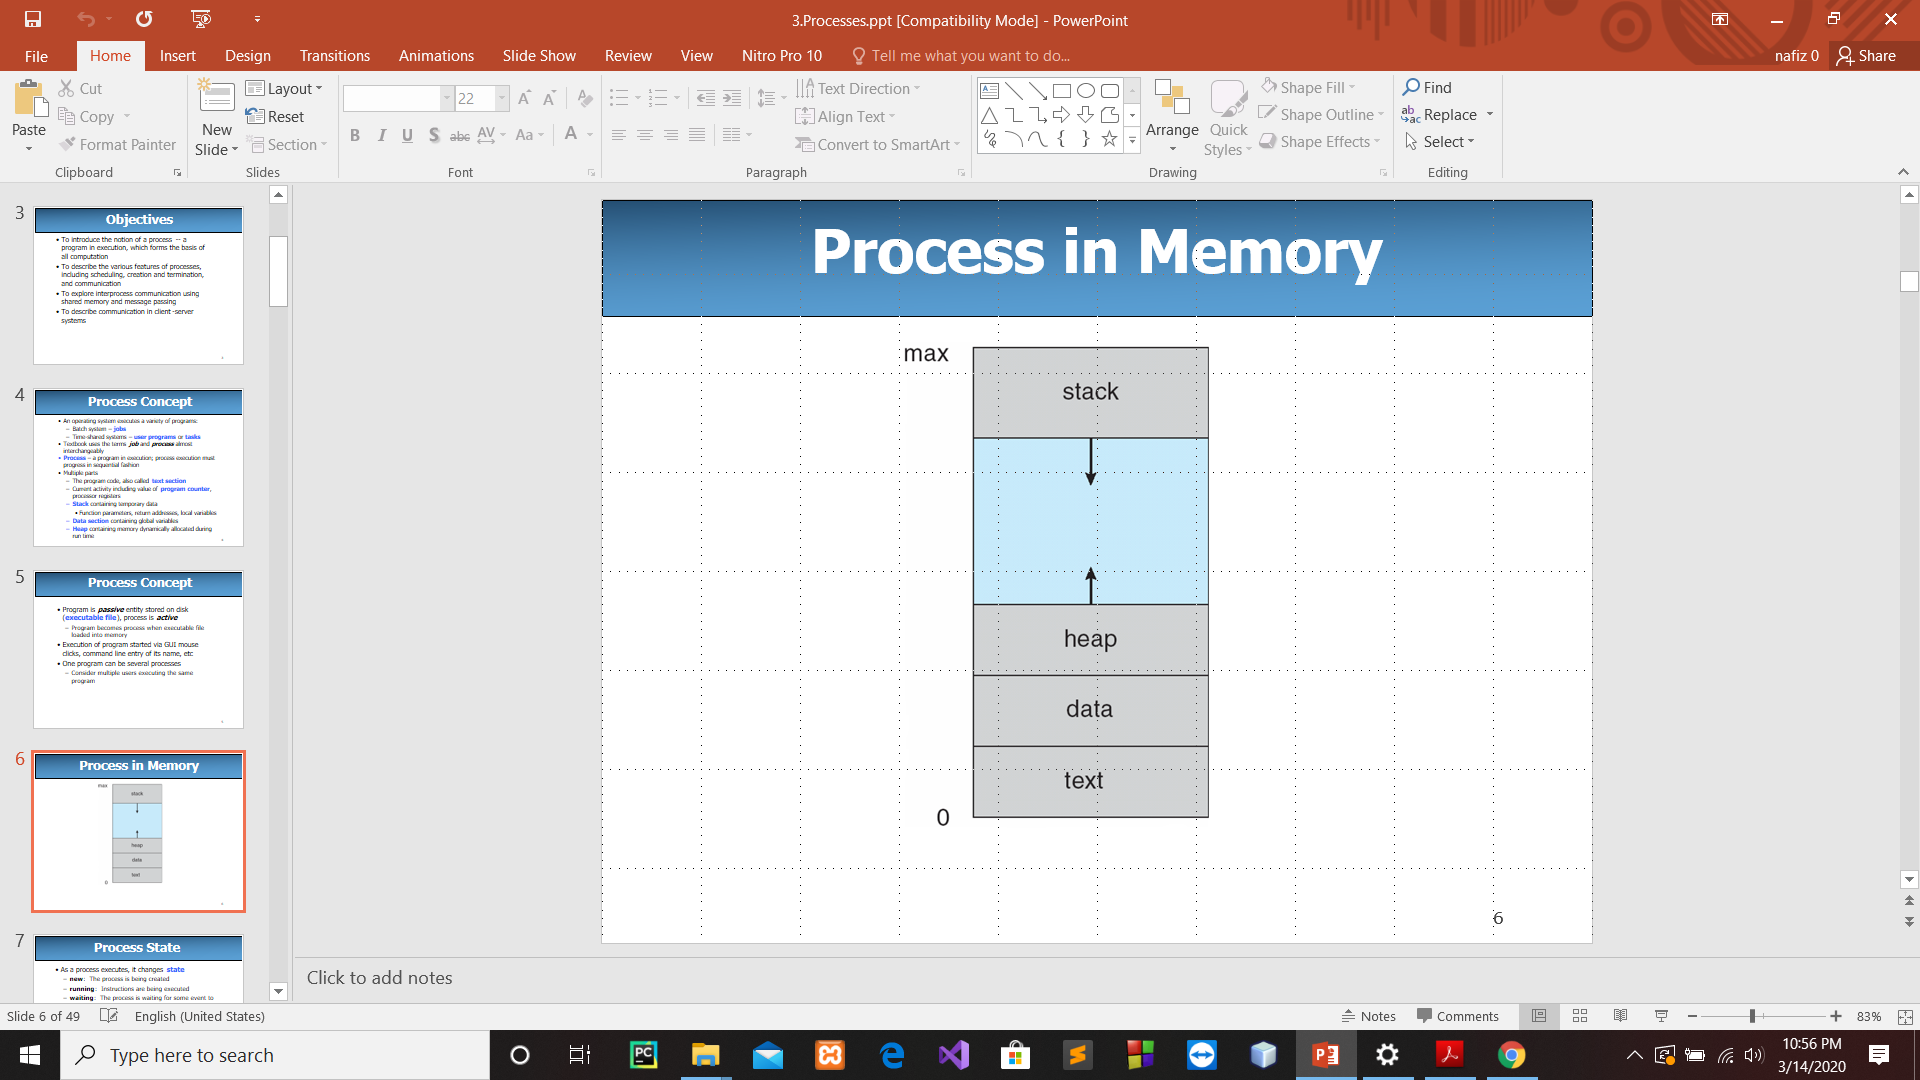 3.Processes.ppt [Compatibility Mode] - PowerPoint
File Home Insert Design Transitions Animations Slide Show Review View Nitro Pro 10 Tell me what you want to do... nafiz 0 Share
Paste
Cut
Copy
Format Painter
Clipboard
New
Slide
Layout
Reset
Section
Slides
22
B I U S abc AV Aa A
Font
Text Direction
Align Text
Convert to SmartArt
Paragraph
Arrange
Quick
Styles
Shape Fill
Shape Outline
Shape Effects
Drawing
Find
Replace
Select
Editing
3
Objectives
• To introduce the notion of a process -- a
program in execution, which forms the basis of
all computation
• To describe the various features of processes,
including scheduling, creation and termination,
and communication
• To explore interprocess communication using
shared memory and message passing
• To describe communication in client-server
systems
4
Process Concept
• An operating system executes a variety of programs:
– Batch system – jobs
– Time-shared systems – user programs or tasks
• Textbook uses the terms job and process almost
interchangeably
• Process – a program in execution; process execution must
progress in sequential fashion
• Multiple parts
– The program code, also called text section
– Current activity including value of program counter,
processor registers
– Stack containing temporary data
• Function parameters, return addresses, local variables
– Data section containing global variables
– Heap containing memory dynamically allocated during
run time
5
Process Concept
• Program is passive entity stored on disk
(executable file), process is active
– Program becomes process when executable file
loaded into memory
• Execution of program started via GUI mouse
clicks, command line entry of its name, etc
• One program can be several processes
– Consider multiple users executing the same
program
6
Process in Memory
max
stack
heap
data
text
0
7
Process State
• As a process executes, it changes state
– new: The process is being created
– running: Instructions are being executed
– waiting: The process is waiting for some event to
Process in Memory
max
stack
heap
data
text
0
6
Click to add notes
Slide 6 of 49 English (United States) Notes Comments 83%
Type here to search
10:56 PM
3/14/2020